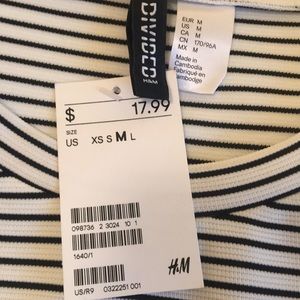 DIVIDED
H&M
EUR M
US M
CA M
CN 170/96A
MX M
Made in
Cambodia
Fabriqué en
Cambodge
$ 17.99
SIZE
US XS S M L
098736 2 3024 10 1
1640/1
H&M
US/R9 0322251 001